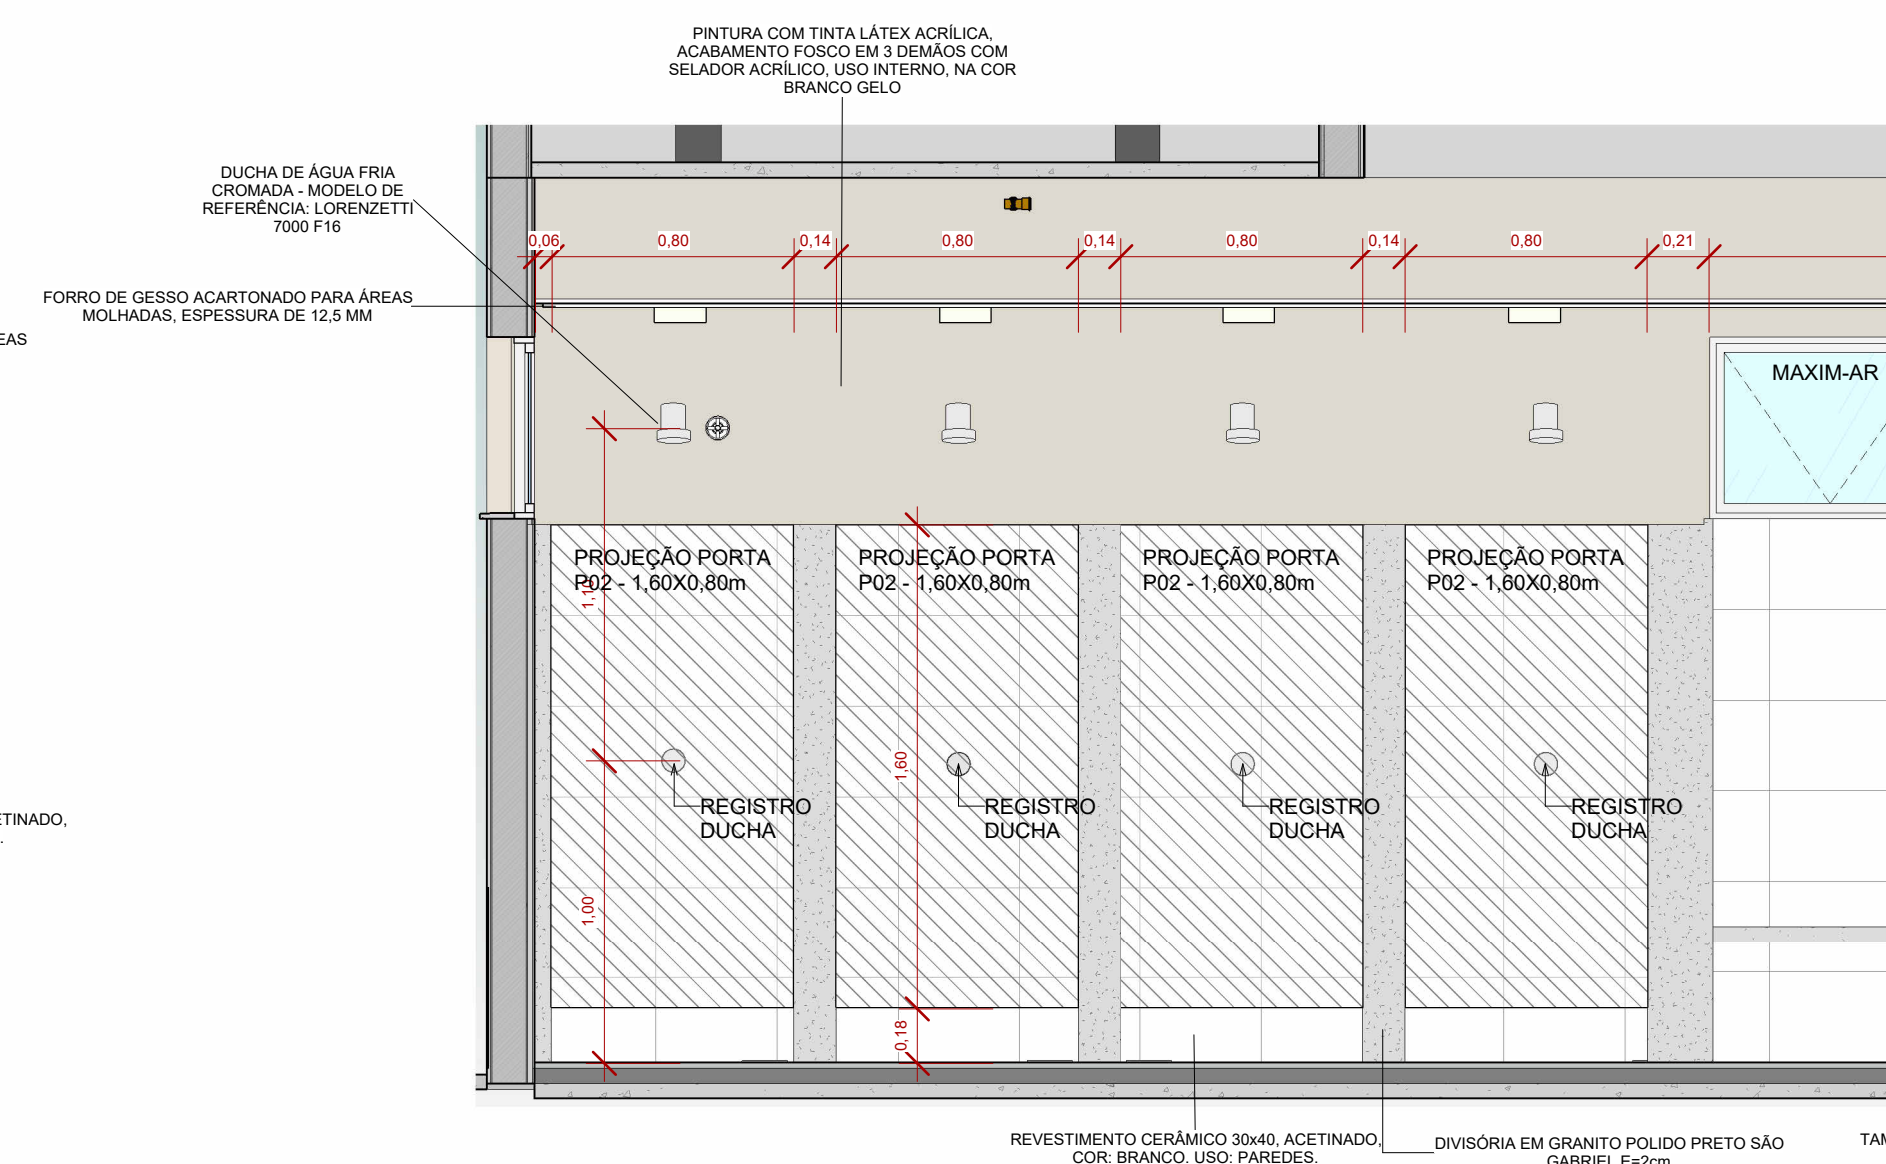 PINTURA COM TINTA LÁTEX ACRÍLICA,
ACABAMENTO FOSCO EM 3 DEMÃOS COM
SELADOR ACRÍLICO, USO INTERNO, NA COR
BRANCO GELO
DUCHA DE ÁGUA FRIA
CROMADA - MODELO DE
REFERÊNCIA: LORENZETTI
7000 F16
0,06
0,80
0,14
0,80
0,14
0,80
0,14
0,80
0,21
FORRO DE GESSO ACARTONADO PARA ÁREAS
MOLHADAS, ESPESSURA DE 12,5 MM
EAS
MAXIM-AR
PROJEÇÃO PORTA
P02 - 1,60X0,80m
PROJEÇÃO PORTA
P02 - 1,60X0,80m
PROJEÇÃO PORTA
P02 - 1,60X0,80m
PROJEÇÃO PORTA
P02 - 1,60X0,80m
1,10
1,60
REGISTRO
DUCHA
REGISTRO
DUCHA
REGISTRO
DUCHA
REGISTRO
DUCHA
ETINADO,
.
1,00
0,18
REVESTIMENTO CERÂMICO 30x40, ACETINADO,
COR: BRANCO. USO: PAREDES.
DIVISÓRIA EM GRANITO POLIDO PRETO SÃO
GABRIEL E=2cm
TAM